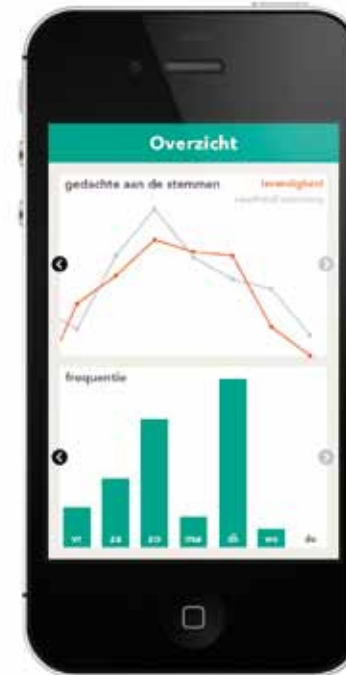 Overzicht
gedachte aan de stemmen
levendigheid
frequentie
vr
za
zo
ma
di
wo
do